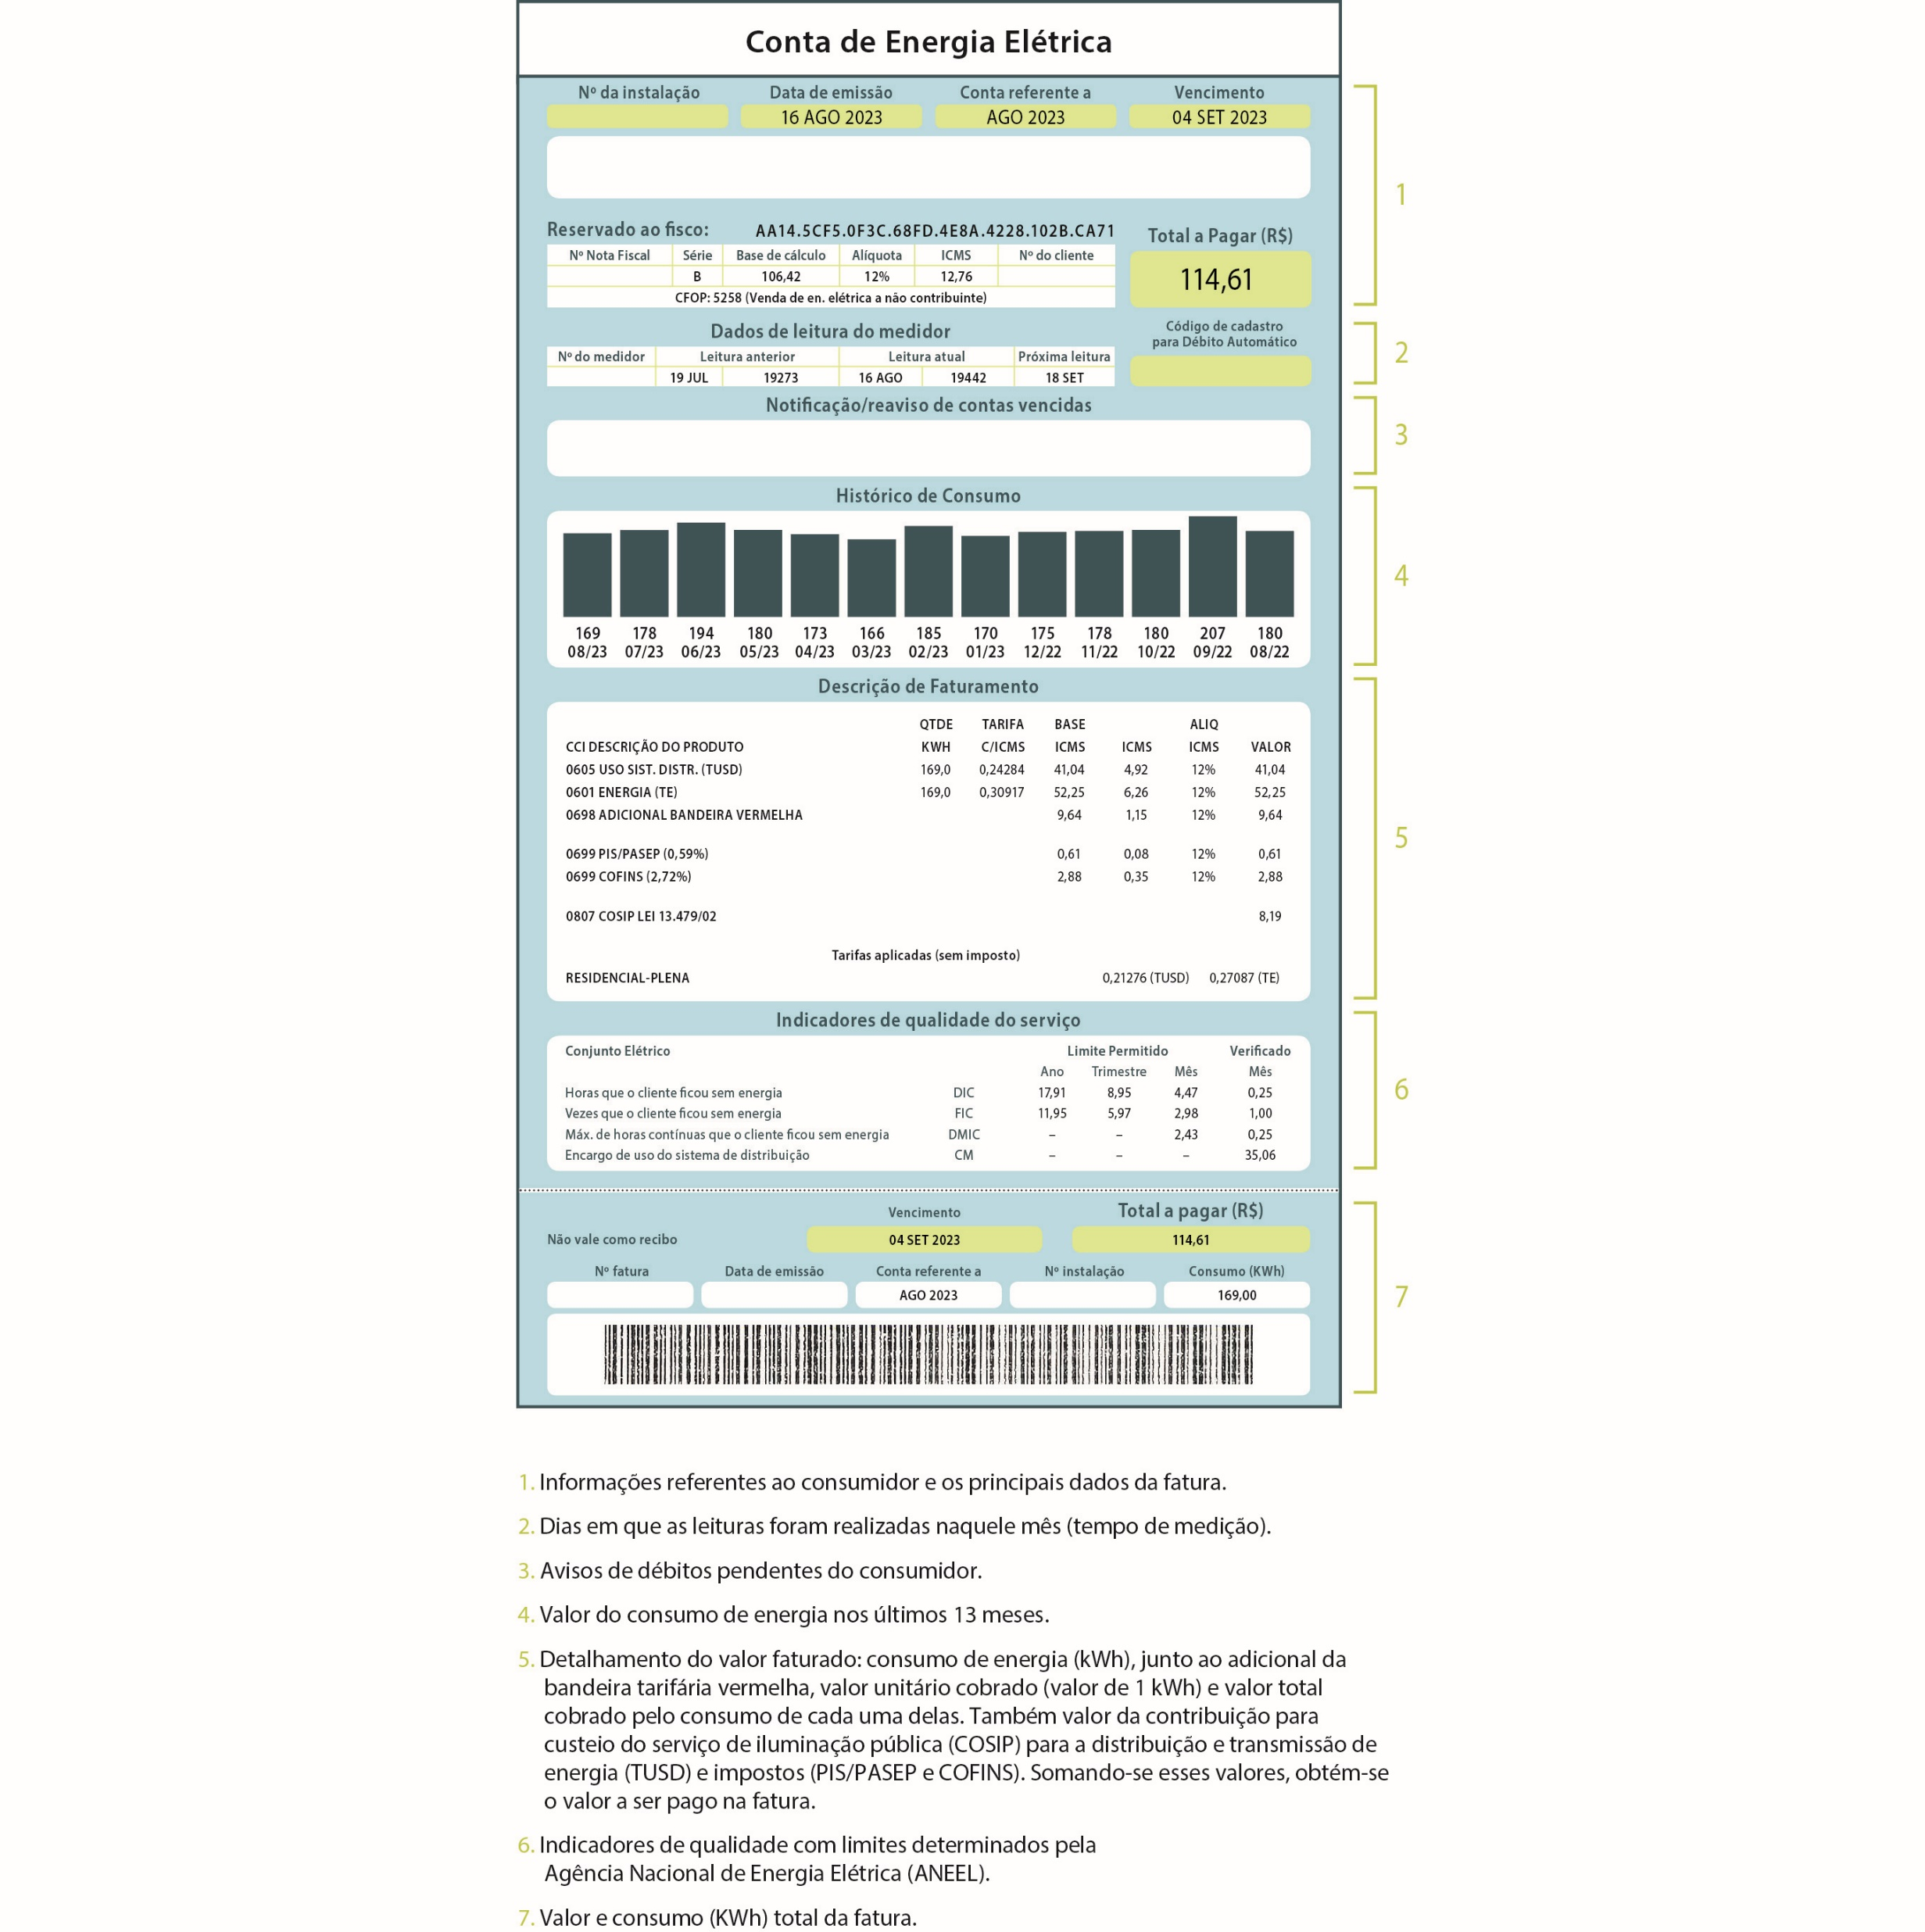 Conta de Energia Elétrica
Nº da instalação Data de emissão Conta referente a Vencimento
16 AGO 2023 AGO 2023 04 SET 2023
1
Reservado ao fisco: AA14.5CF5.0F3C.68FD.4E8A.4228.102B.CA71
Total a Pagar (R$)
Nº Nota Fiscal Série Base de cálculo Alíquota ICMS Nº do cliente
B 106,42 12% 12,76
114,61
CFOP: 5258 (Venda de en. elétrica a não contribuinte)
Dados de leitura do medidor
Código de cadastro
para Débito Automático
2
Nº do medidor Leitura anterior Leitura atual Próxima leitura
19 JUL 19273 16 AGO 19442 18 SET
Notificação/reaviso de contas vencidas
3
Histórico de Consumo
4
169 178 194 180 173 166 185 170 175 178 180 207 180
08/23 07/23 06/23 05/23 04/23 03/23 02/23 01/23 12/22 11/22 10/22 09/22 08/22
Descrição de Faturamento
QTDE TARIFA BASE ALIQ
CCI DESCRIÇÃO DO PRODUTO KWH C/ICMS ICMS ICMS ICMS VALOR
0605 USO SIST. DISTR. (TUSD) 169,0 0,24284 41,04 4,92 12% 41,04
0601 ENERGIA (TE) 169,0 0,30917 52,25 6,26 12% 52,25
0698 ADICIONAL BANDEIRA VERMELHA 9,64 1,15 12% 9,64
5
0699 PIS/PASEP (0,59%) 0,61 0,08 12% 0,61
0699 COFINS (2,72%) 2,88 0,35 12% 2,88
0807 COSIP LEI 13.479/02 8,19
Tarifas aplicadas (sem imposto)
RESIDENCIAL-PLENA 0,21276 (TUSD) 0,27087 (TE)
Indicadores de qualidade do serviço
Conjunto Elétrico Limite Permitido Verificado
Ano Trimestre Mês Mês
Horas que o cliente ficou sem energia DIC 17,91 8,95 4,47 0,25
6
Vezes que o cliente ficou sem energia FIC 11,95 5,97 2,98 1,00
Máx. de horas contínuas que o cliente ficou sem energia DMIC – – 2,43 0,25
Encargo de uso do sistema de distribuição CM – – – 35,06
Vencimento Total a pagar (R$)
Não vale como recibo 04 SET 2023 114,61
Nº fatura Data de emissão Conta referente a Nº instalação Consumo (KWh)
AGO 2023 169,00
7
1. Informações referentes ao consumidor e os principais dados da fatura.
2. Dias em que as leituras foram realizadas naquele mês (tempo de medição).
3. Avisos de débitos pendentes do consumidor.
4. Valor do consumo de energia nos últimos 13 meses.
5. Detalhamento do valor faturado: consumo de energia (kWh), junto ao adicional da
bandeira tarifária vermelha, valor unitário cobrado (valor de 1 kWh) e valor total
cobrado pelo consumo de cada uma delas. Também valor da contribuição para
custeio do serviço de iluminação pública (COSIP) para a distribuição e transmissão de
energia (TUSD) e impostos (PIS/PASEP e COFINS). Somando-se esses valores, obtém-se
o valor a ser pago na fatura.
6. Indicadores de qualidade com limites determinados pela
Agência Nacional de Energia Elétrica (ANEEL).
7. Valor e consumo (KWh) total da fatura.